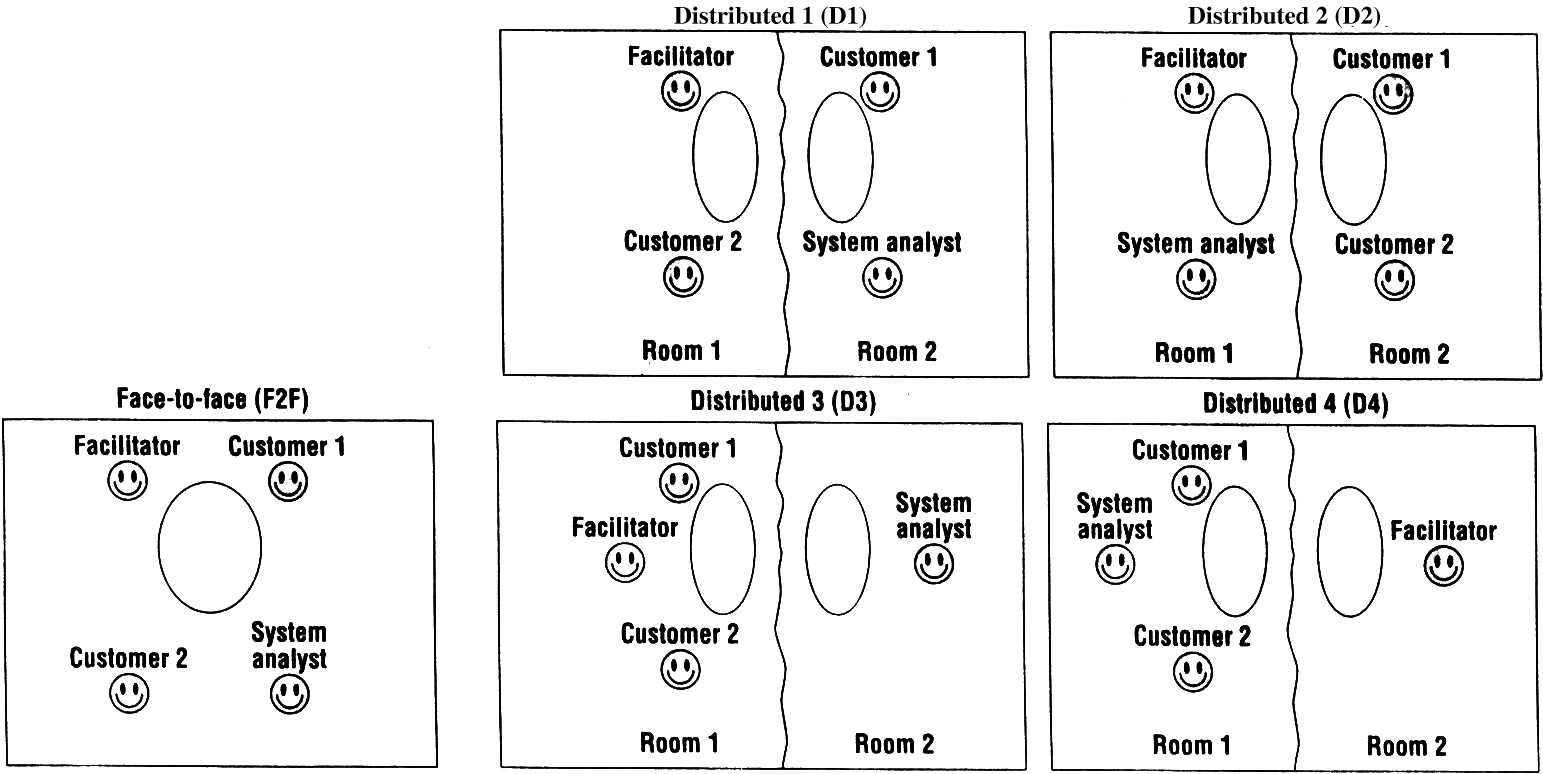 Distributed 1 (D1)
Facilitator
Customer 1
Customer 2
System analyst
Room 1
Room 2
Distributed 2 (D2)
Facilitator
Customer 1
System analyst
Customer 2
Room 1
Room 2
Face-to-face (F2F)
Facilitator
Customer 1
Customer 2
System
analyst
Distributed 3 (D3)
Customer 1
Facilitator
System
analyst
Customer 2
Room 1
Room 2
Distributed 4 (D4)
Customer 1
System
analyst
Facilitator
Customer 2
Room 1
Room 2